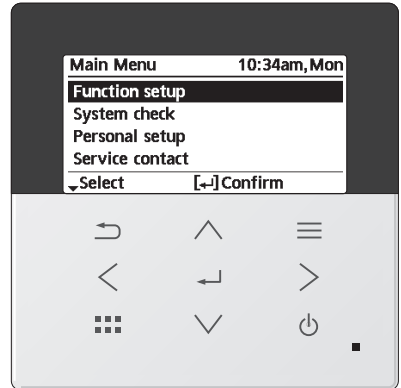 Main Menu 10:34am,Mon
Function setup
System check
Personal setup
Service contact
Select [↵]Confirm